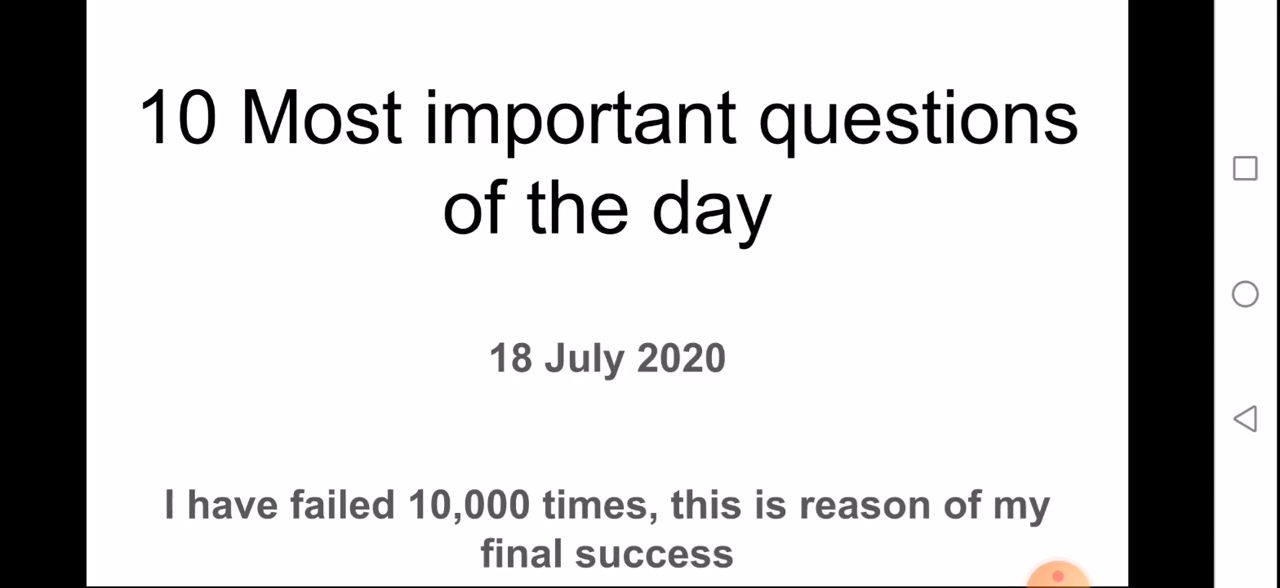 10 Most important questions
of the day
18 July 2020
I have failed 10,000 times, this is reason of my
final success